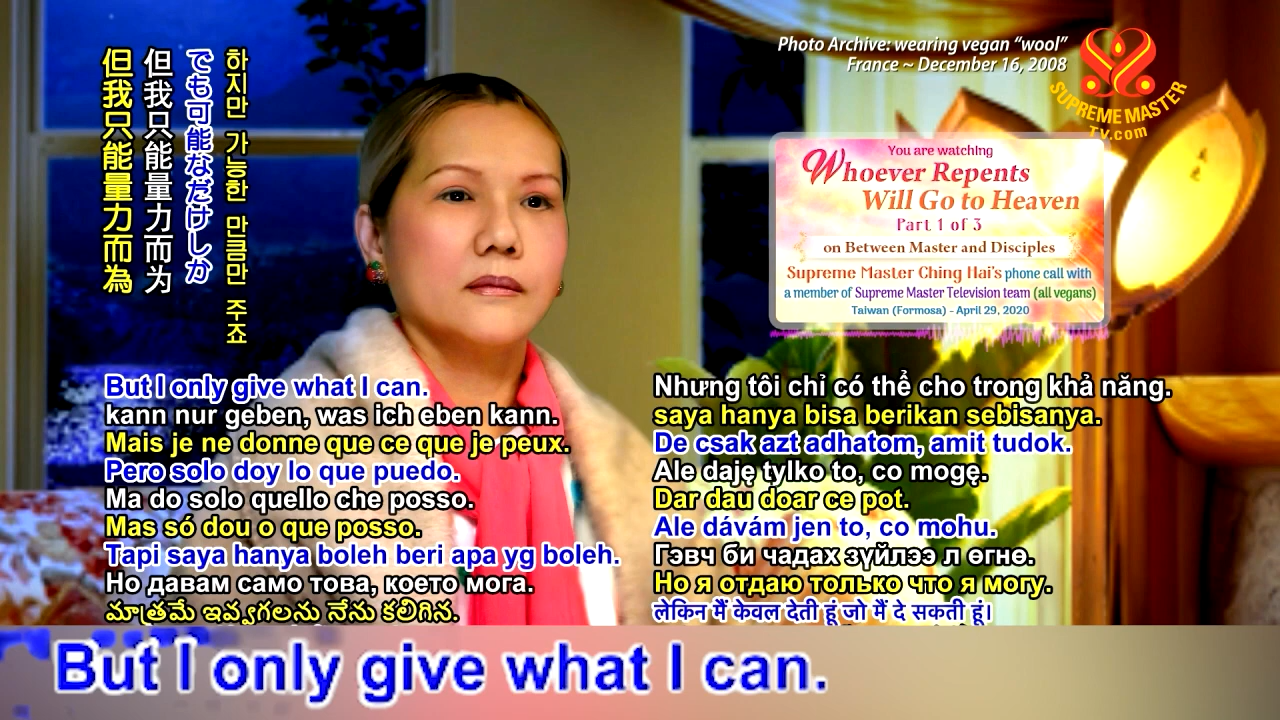 Photo Archive: wearing vegan “wool”
France ~ December 16, 2008
SUPREME MASTER
TV.com
You are watching
Whoever Repents
Will Go to Heaven
Part 1 of 3
on Between Master and Disciples
Supreme Master Ching Hai's phone call with
a member of Supreme Master Television team (all vegans)
Taiwan (Formosa) - April 29, 2020
但我只能量力而為
但我只能量力而为
でも可能なだけしか
하지만 가능한 만큼만 주죠
But I only give what I can.
kann nur geben, was ich eben kann.
Mais je ne donne que ce que je peux.
Pero solo doy lo que puedo.
Ma do solo quello che posso.
Mas só dou o que posso.
Tapi saya hanya boleh beri apa yg boleh.
Но давам само това, което мога.
మాత్రమే ఇవ్వగలను నేను కలిగిన.
Nhưng tôi chỉ có thể cho trong khả năng.
saya hanya bisa berikan sebisanya.
De csak azt adhatom, amit tudok.
Ale daję tylko to, co mogę.
Dar dau doar ce pot.
Ale dávám jen to, co mohu.
Гэвч би чадах зүйлээ л өгнө.
Но я отдаю только что я могу.
लेकिन मैं केवल देती हूं जो मैं दे सकती हूं।
But I only give what I can.